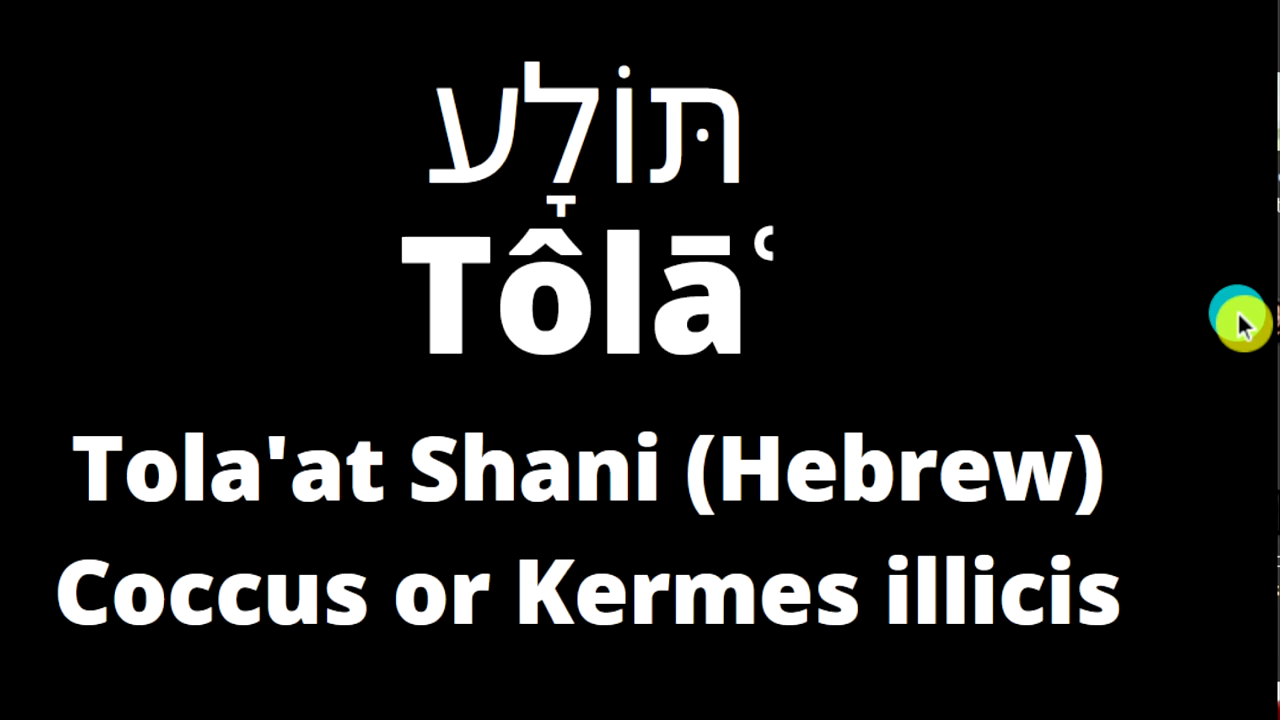 תּוֹלָע
Tôlāʿ
Tola'at Shani (Hebrew)
Coccus or Kermes illicis